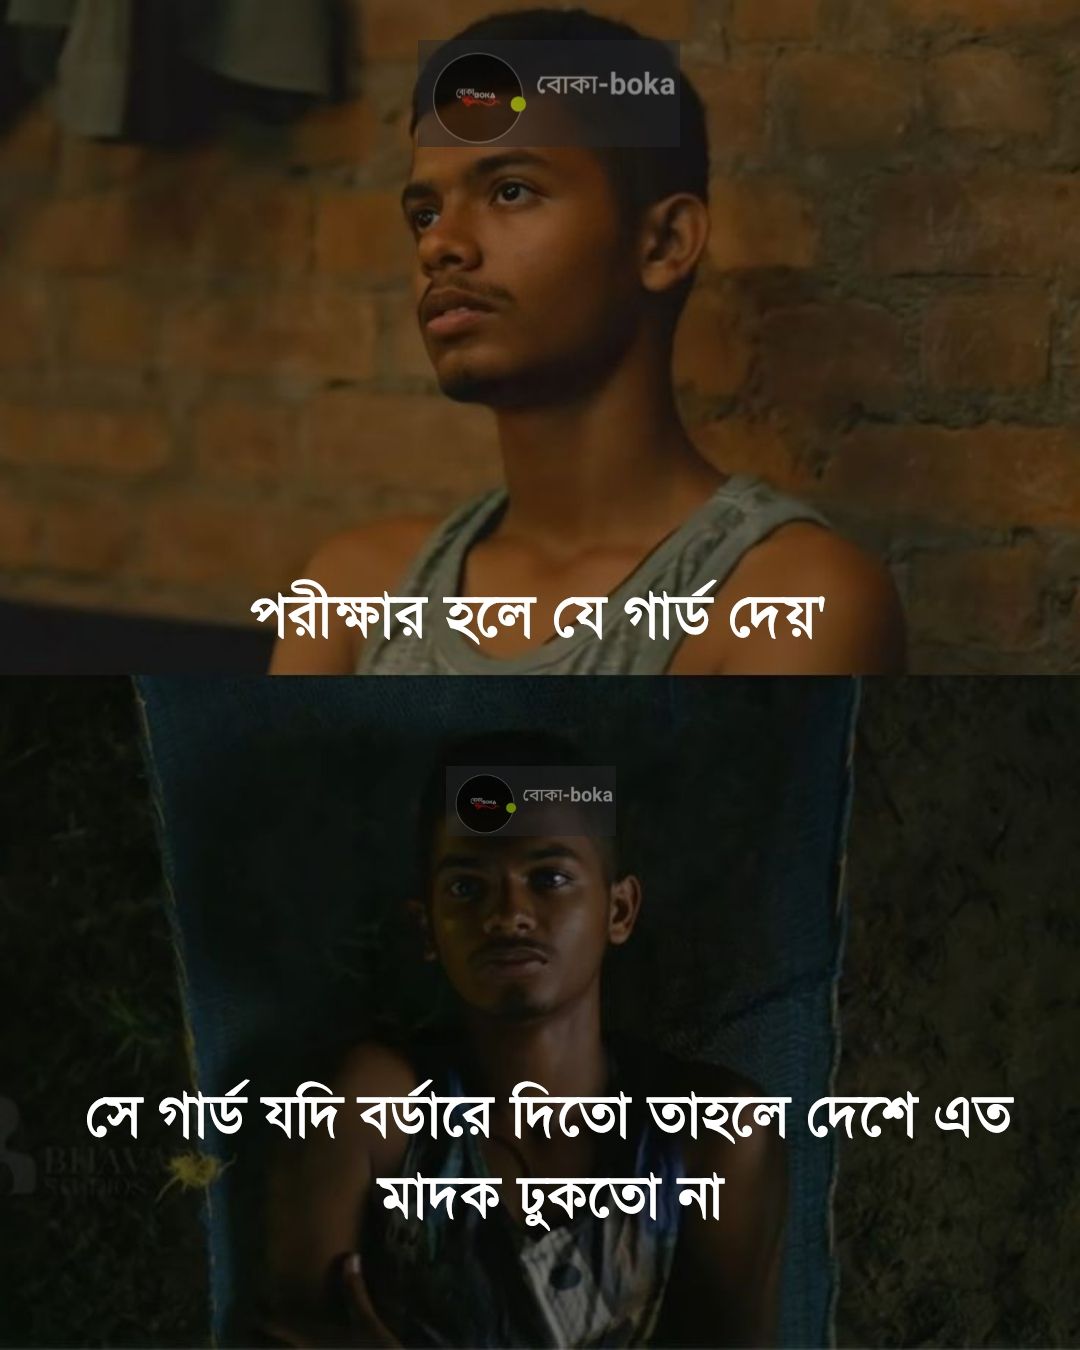 বোকা-boka
পরীক্ষার হলে যে গার্ড দেয়'
বোকা-boka
সে গার্ড যদি বর্ডারে দিতো তাহলে দেশে এত
মাদক ঢুকতো না